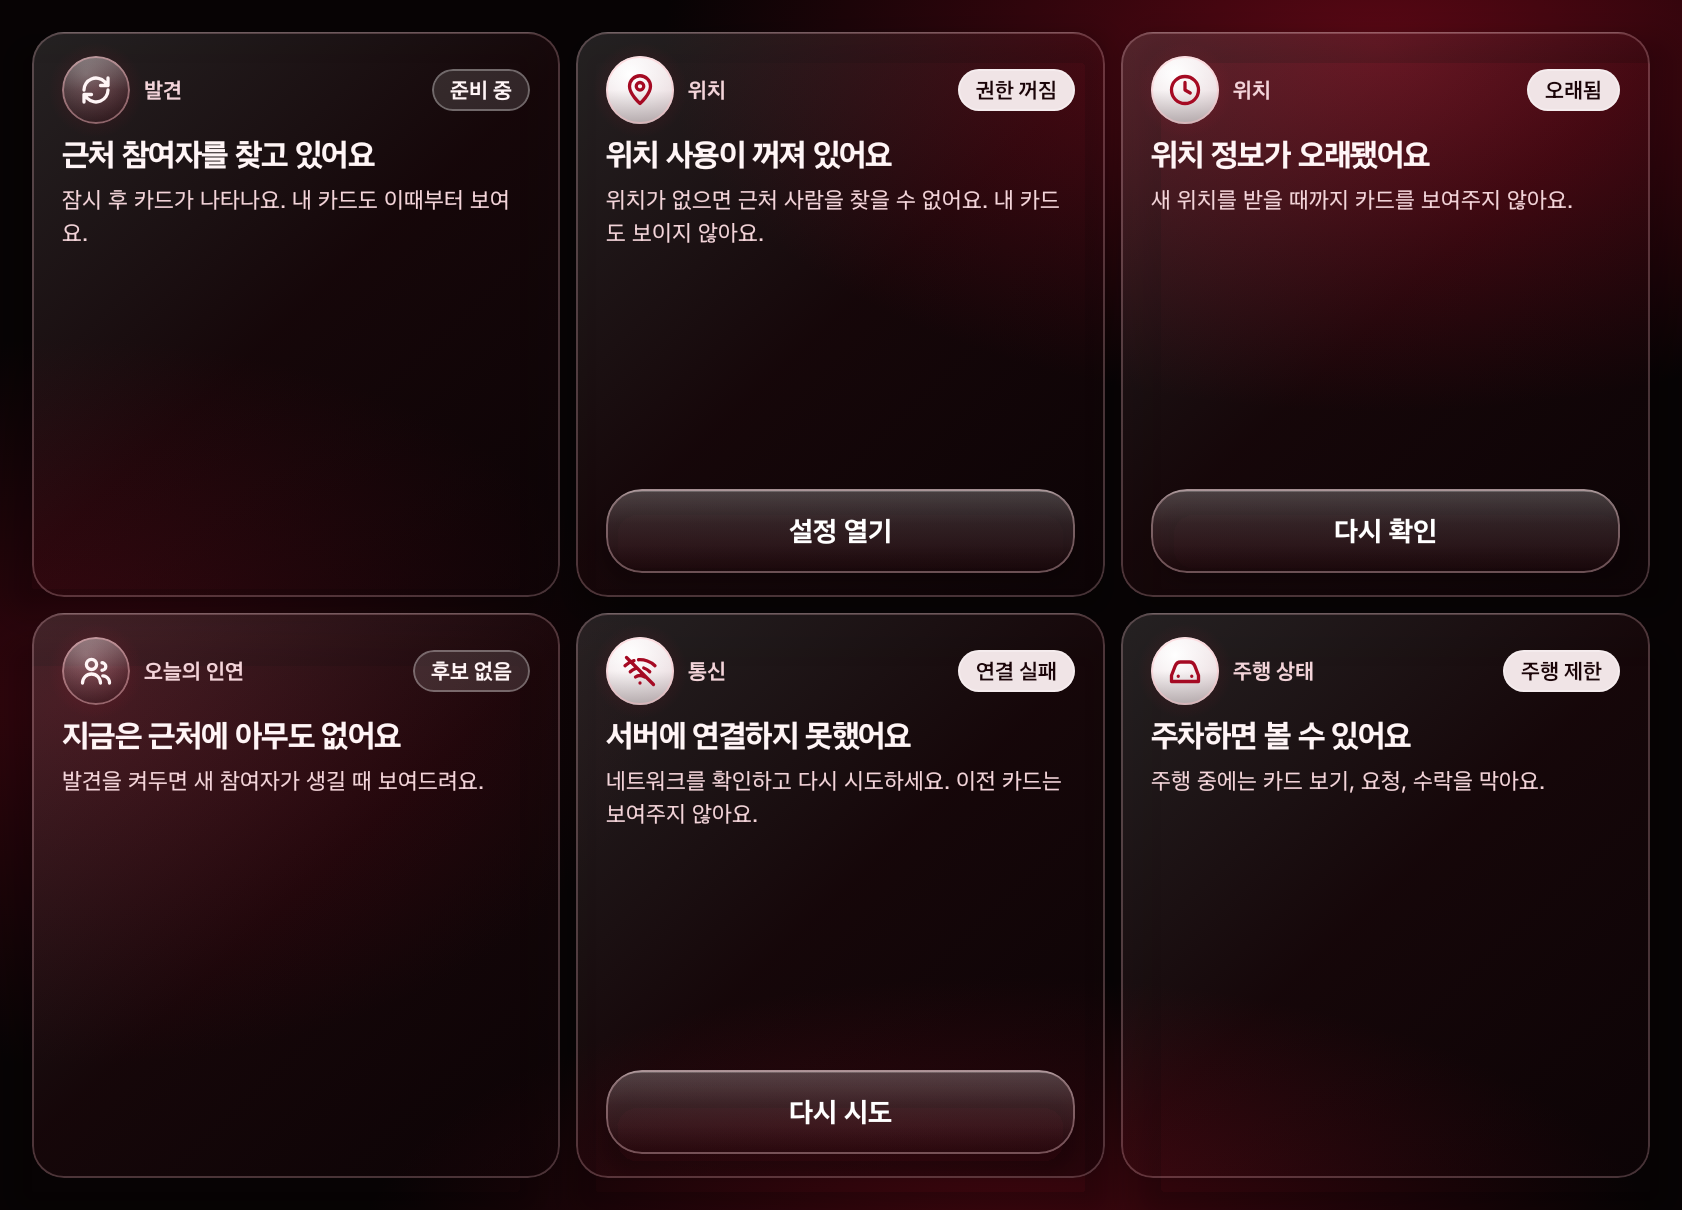 발견
준비 중
근처 참여자를 찾고 있어요
잠시 후 카드가 나타나요. 내 카드도 이때부터 보여
요.
위치
권한 꺼짐
위치 사용이 꺼져 있어요
위치가 없으면 근처 사람을 찾을 수 없어요. 내 카드
도 보이지 않아요.
설정 열기
위치
오래됨
위치 정보가 오래됐어요
새 위치를 받을 때까지 카드를 보여주지 않아요.
다시 확인
오늘의 인연
후보 없음
지금은 근처에 아무도 없어요
발견을 켜두면 새 참여자가 생길 때 보여드려요.
통신
연결 실패
서버에 연결하지 못했어요
네트워크를 확인하고 다시 시도하세요. 이전 카드는
보여주지 않아요.
다시 시도
주행 상태
주행 제한
주차하면 볼 수 있어요
주행 중에는 카드 보기, 요청, 수락을 막아요.